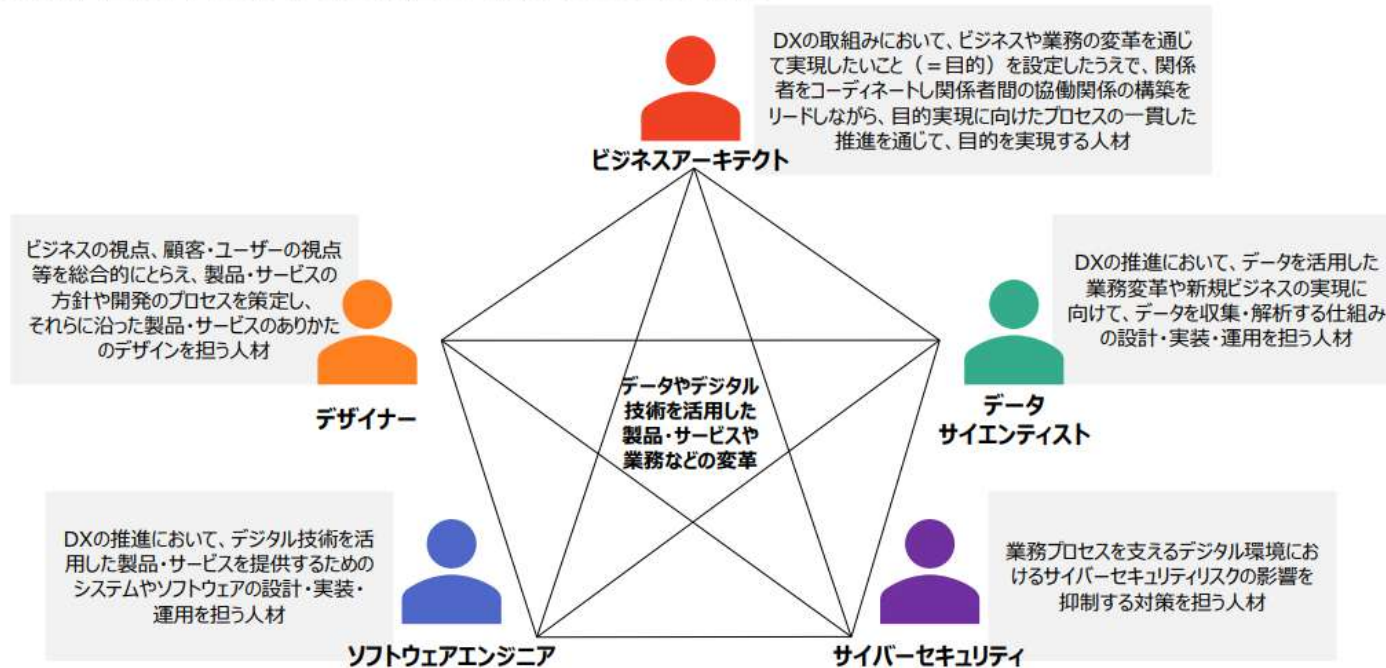 DXの取組みにおいて、ビジネスや業務の変革を通じ
て実現したいこと（＝目的）を設定したうえで、関係
者をコーディネートし関係者間の協働関係の構築を
リードしながら、目的実現に向けたプロセスの一貫した
推進を通じて、目的を実現する人材
ビジネスアーキテクト
ビジネスの視点、顧客・ユーザーの視点
等を総合的にとらえ、製品・サービスの
方針や開発のプロセスを策定し、
それらに沿った製品・サービスのありかた
のデザインを担う人材
デザイナー
DXの推進において、データを活用した
業務変革や新規ビジネスの実現に
向けて、データを収集・解析する仕組み
の設計・実装・運用を担う人材
データ
サイエンティスト
データやデジタル
技術を活用した
製品・サービスや
業務などの変革
DXの推進において、デジタル技術を活
用した製品・サービスを提供するための
システムやソフトウェアの設計・実装・
運用を担う人材
ソフトウェアエンジニア
業務プロセスを支えるデジタル環境にお
けるサイバーセキュリティリスクの影響を
抑制する対策を担う人材
サイバーセキュリティ